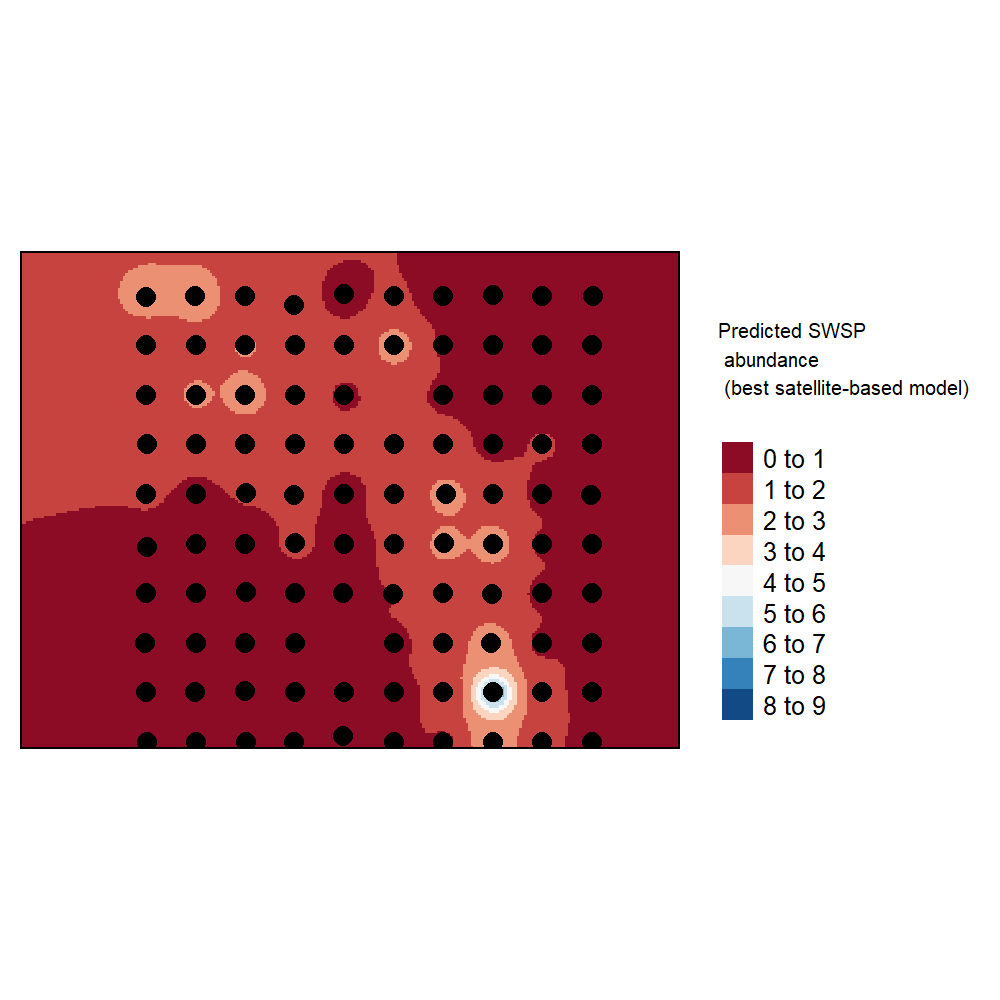 Predicted SWSP
abundance
(best satellite-based model)
0 to 1
1 to 2
2 to 3
3 to 4
4 to 5
5 to 6
6 to 7
7 to 8
8 to 9